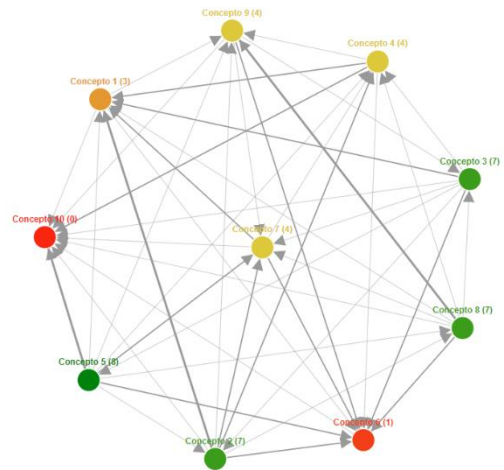 Concepto 9 (4)
Concepto 4 (4)
Concepto 1 (3)
Concepto 3 (7)
Concepto 10 (0)
Concepto 7 (4)
Concepto 8 (7)
Concepto 5 (8)
Concepto 6 (1)
Concepto 2 (7)